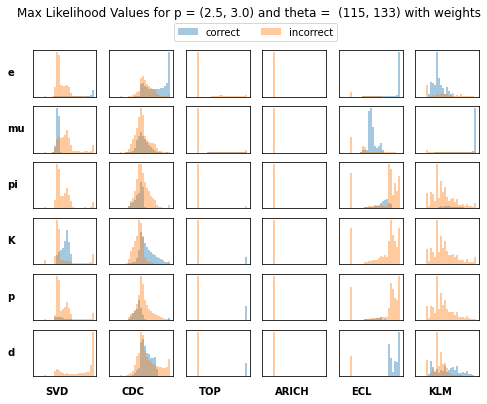 Max Likelihood Values for p = (2.5, 3.0) and theta =  (115, 133) with weights
correct incorrect
e
mu
pi
K
p
d
SVD CDC TOP ARICH ECL KLM